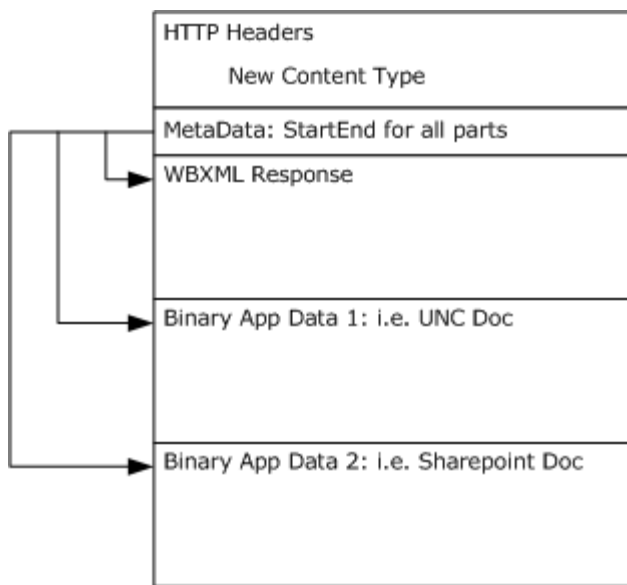 HTTP Headers
New Content Type
MetaData: StartEnd for all parts
WBXML Response
Binary App Data 1: i.e. UNC Doc
Binary App Data 2: i.e. Sharepoint Doc